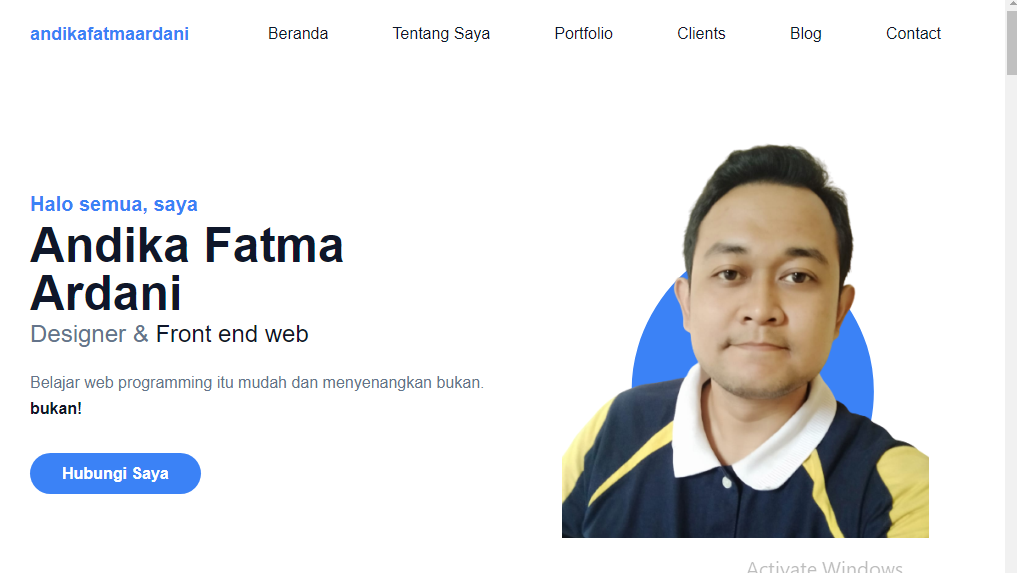 andikafatmaardani
Beranda
Tentang Saya
Portfolio
Clients
Blog
Contact
Halo semua, saya
Andika Fatma
Ardani
Designer & Front end web
Belajar web programming itu mudah dan menyenangkan bukan.
bukan!
Hubungi Saya
Activate Windows